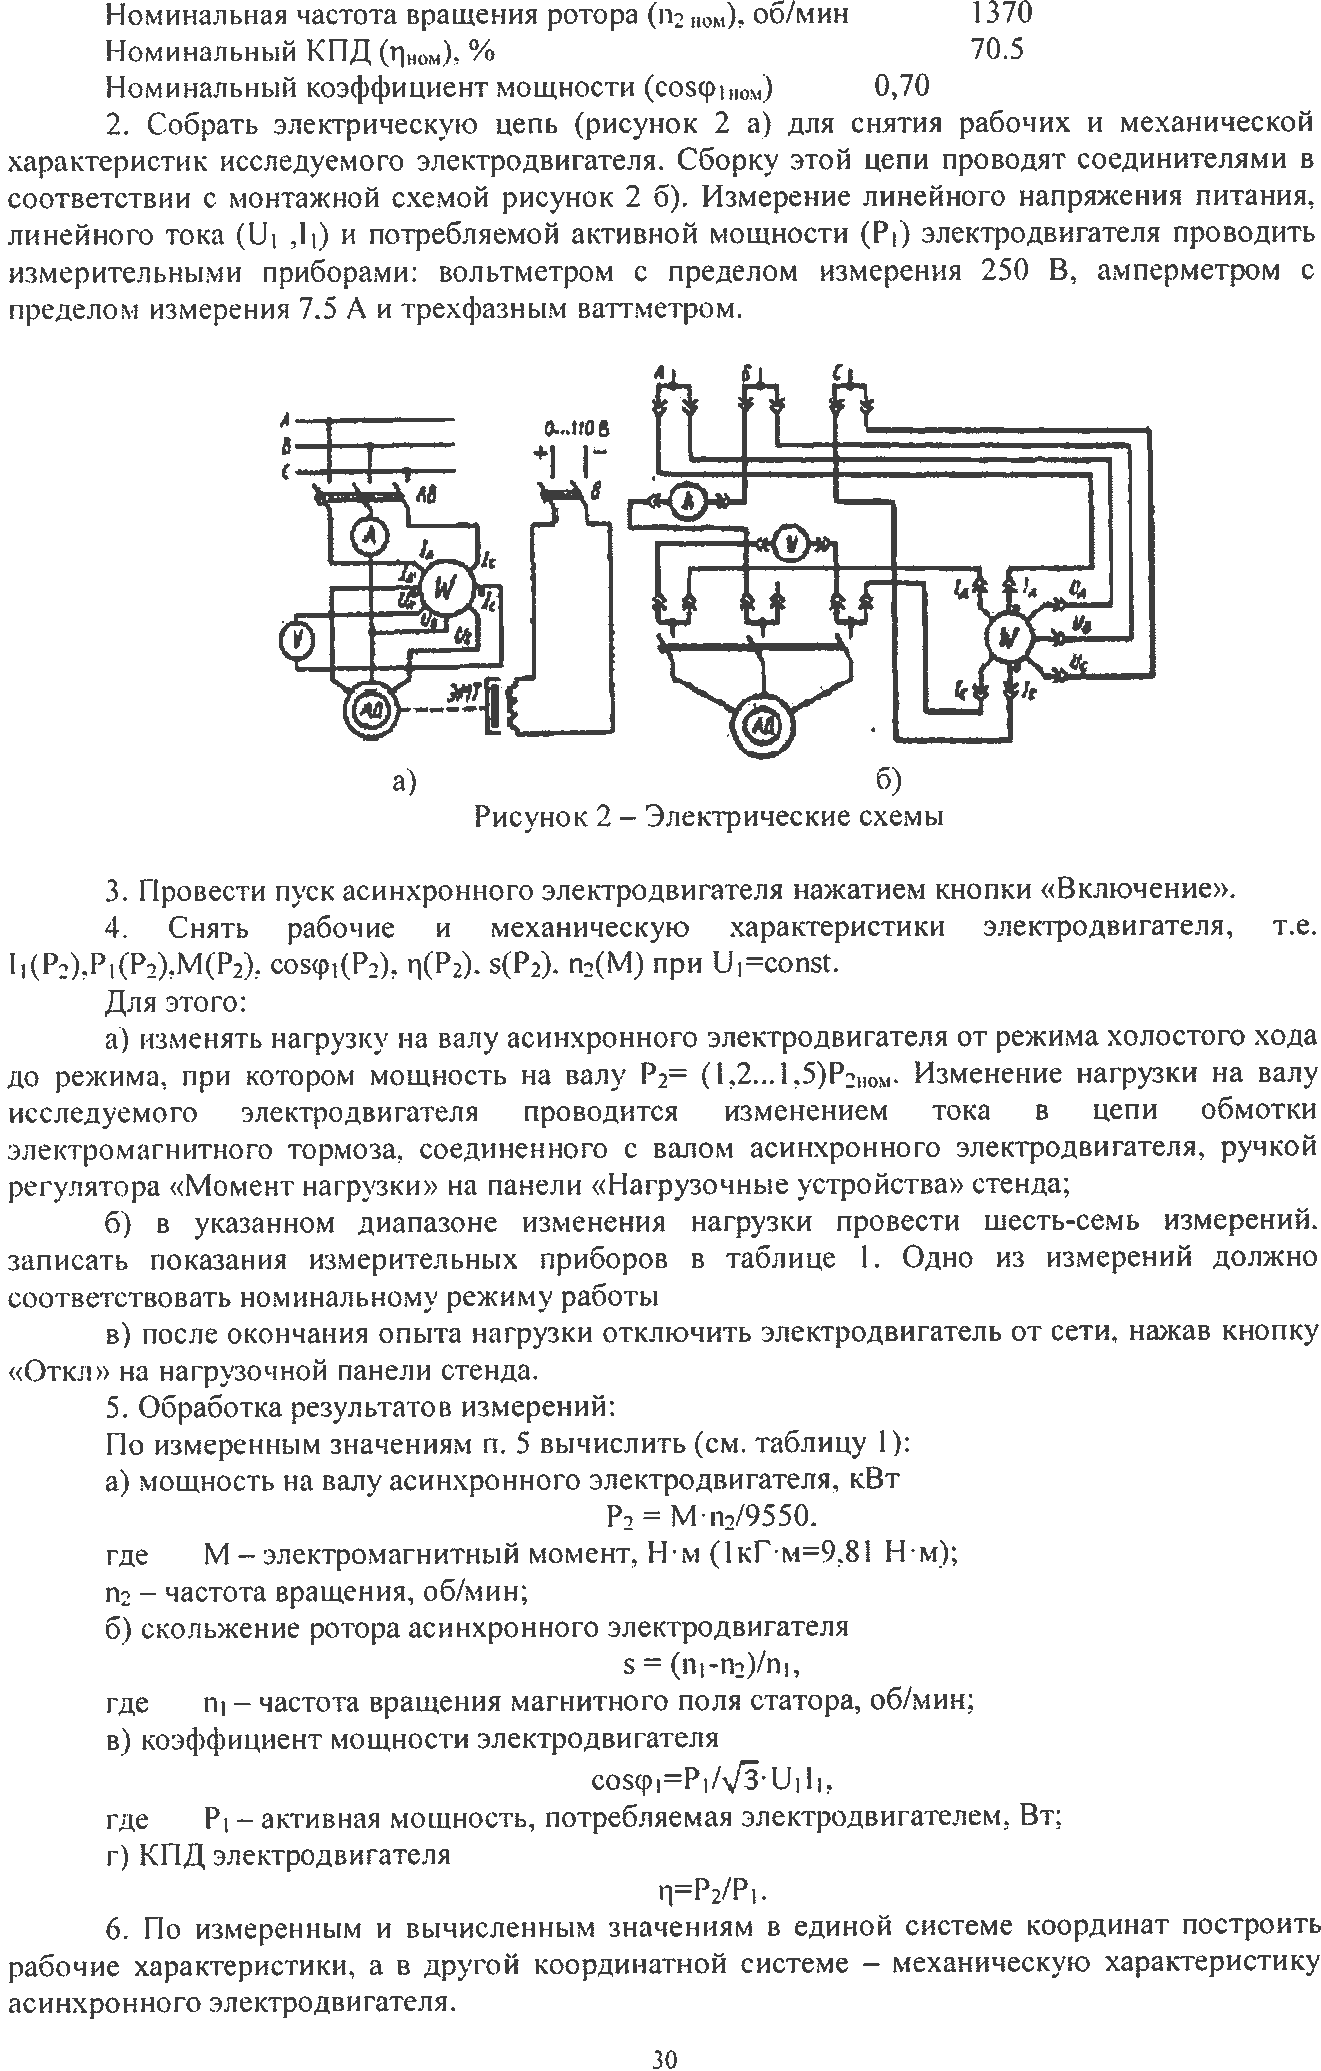 Номинальная частота вращения ротора (n₂ ном), об/мин 1370
Номинальный КПД (ηном), % 70.5
Номинальный коэффициент мощности (cosφ₁ном) 0,70
2. Собрать электрическую цепь (рисунок 2 а) для снятия рабочих и механической
характеристик исследуемого электродвигателя. Сборку этой цепи проводят соединителями в
соответствии с монтажной схемой рисунок 2 б). Измерение линейного напряжения питания,
линейного тока (U₁ ,I₁) и потребляемой активной мощности (P₁) электродвигателя проводить
измерительными приборами: вольтметром с пределом измерения 250 В, амперметром с
пределом измерения 7.5 А и трехфазным ваттметром.
A
B
C
АВ
A
W
V
АД
ЭМТ
0...110 В
+ −
В
А Б С
A
V
W
АД
а) б)
Рисунок 2 – Электрические схемы
3. Провести пуск асинхронного электродвигателя нажатием кнопки «Включение».
4. Снять рабочие и механическую характеристики электродвигателя, т.е.
I₁(P₂),P₁(P₂),M(P₂), cosφ₁(P₂), η(P₂). s(P₂). n₂(M) при U₁=const.
Для этого:
а) изменять нагрузку на валу асинхронного электродвигателя от режима холостого хода
до режима, при котором мощность на валу P₂= (1,2...1,5)P₂ном. Изменение нагрузки на валу
исследуемого электродвигателя проводится изменением тока в цепи обмотки
электромагнитного тормоза, соединенного с валом асинхронного электродвигателя, ручкой
регулятора «Момент нагрузки» на панели «Нагрузочные устройства» стенда;
б) в указанном диапазоне изменения нагрузки провести шесть-семь измерений.
записать показания измерительных приборов в таблице 1. Одно из измерений должно
соответствовать номинальному режиму работы
в) после окончания опыта нагрузки отключить электродвигатель от сети, нажав кнопку
«Откл» на нагрузочной панели стенда.
5. Обработка результатов измерений:
По измеренным значениям п. 5 вычислить (см. таблицу 1):
а) мощность на валу асинхронного электродвигателя, кВт
P₂ = M·n₂/9550.
где M – электромагнитный момент, Н·м (1кГ·м=9,81 Н·м);
n₂ – частота вращения, об/мин;
б) скольжение ротора асинхронного электродвигателя
s = (n₁-n₂)/n₁,
где n₁ – частота вращения магнитного поля статора, об/мин;
в) коэффициент мощности электродвигателя
cosφ₁=P₁/√3·U₁I₁,
где P₁ – активная мощность, потребляемая электродвигателем, Вт;
г) КПД электродвигателя
η=P₂/P₁.
6. По измеренным и вычисленным значениям в единой системе координат построить
рабочие характеристики, а в другой координатной системе – механическую характеристику
асинхронного электродвигателя.
30